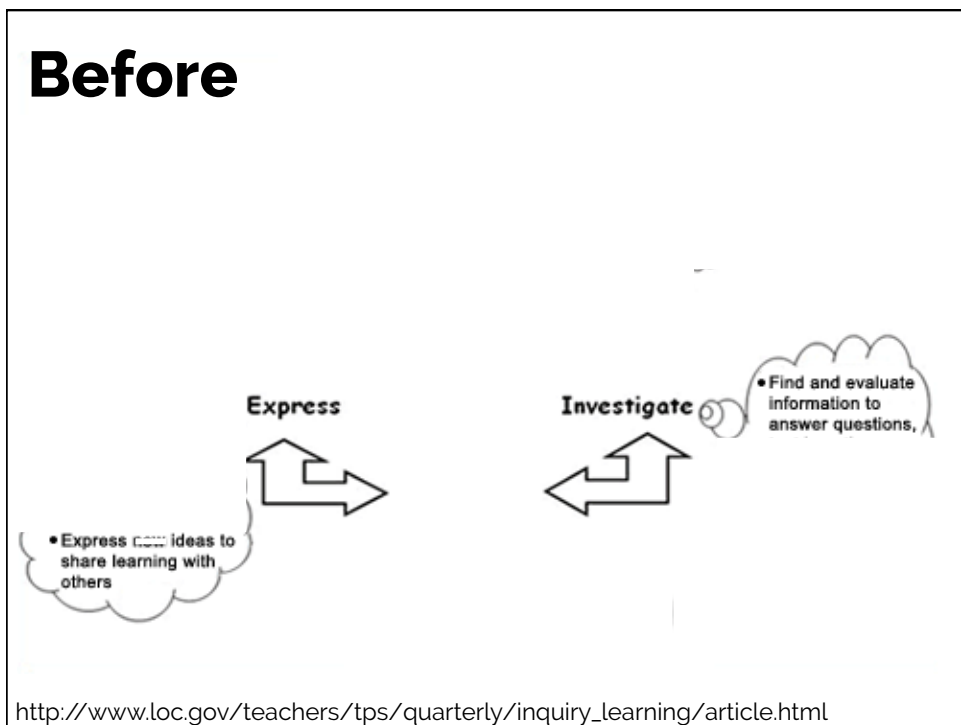 Before
Express
Investigate
• Find and evaluate
information to
answer questions,
• Express new ideas to
share learning with
others
http://www.loc.gov/teachers/tps/quarterly/inquiry_learning/article.html